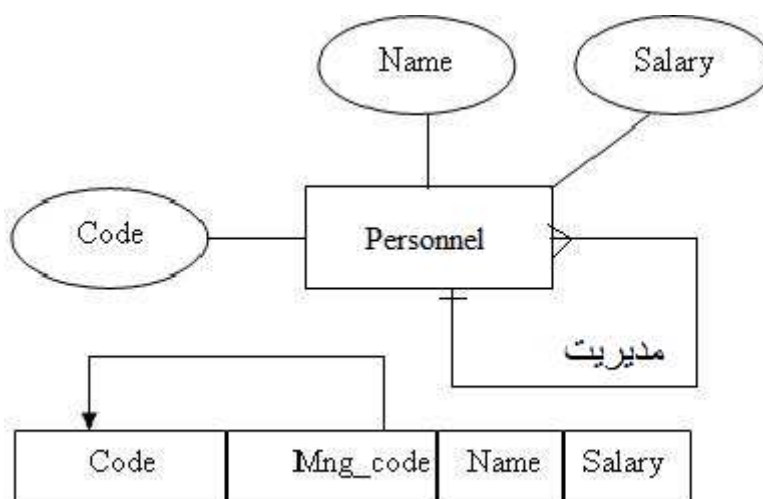 Name
Salary
Code
Personnel
مدیریت
Code
Mng_code
Name
Salary